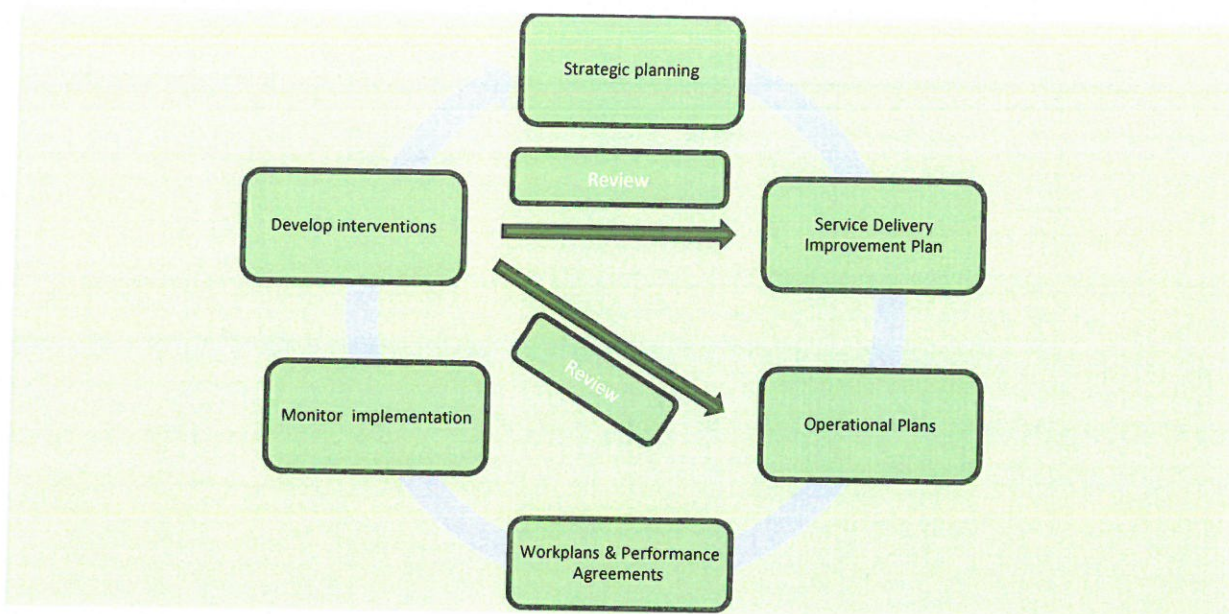 Strategic planning
Review
Develop interventions
Service Delivery
Improvement Plan
Review
Monitor implementation
Operational Plans
Workplans & Performance
Agreements